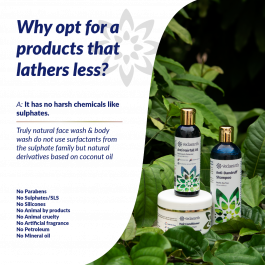 Why opt for a
products that
lathers less?
A: It has no harsh chemicals like
sulphates.
Truly natural face wash & body
wash do not use surfactants from
the sulphate family but natural
derivatives based on coconut oil
No Parabens
No Sulphates/SLS
No Silicones
No Animal by products
No Animal cruelty
No Artificial fragrance
No Petroleum
No Mineral oil
Anti-Dandruff
Shampoo